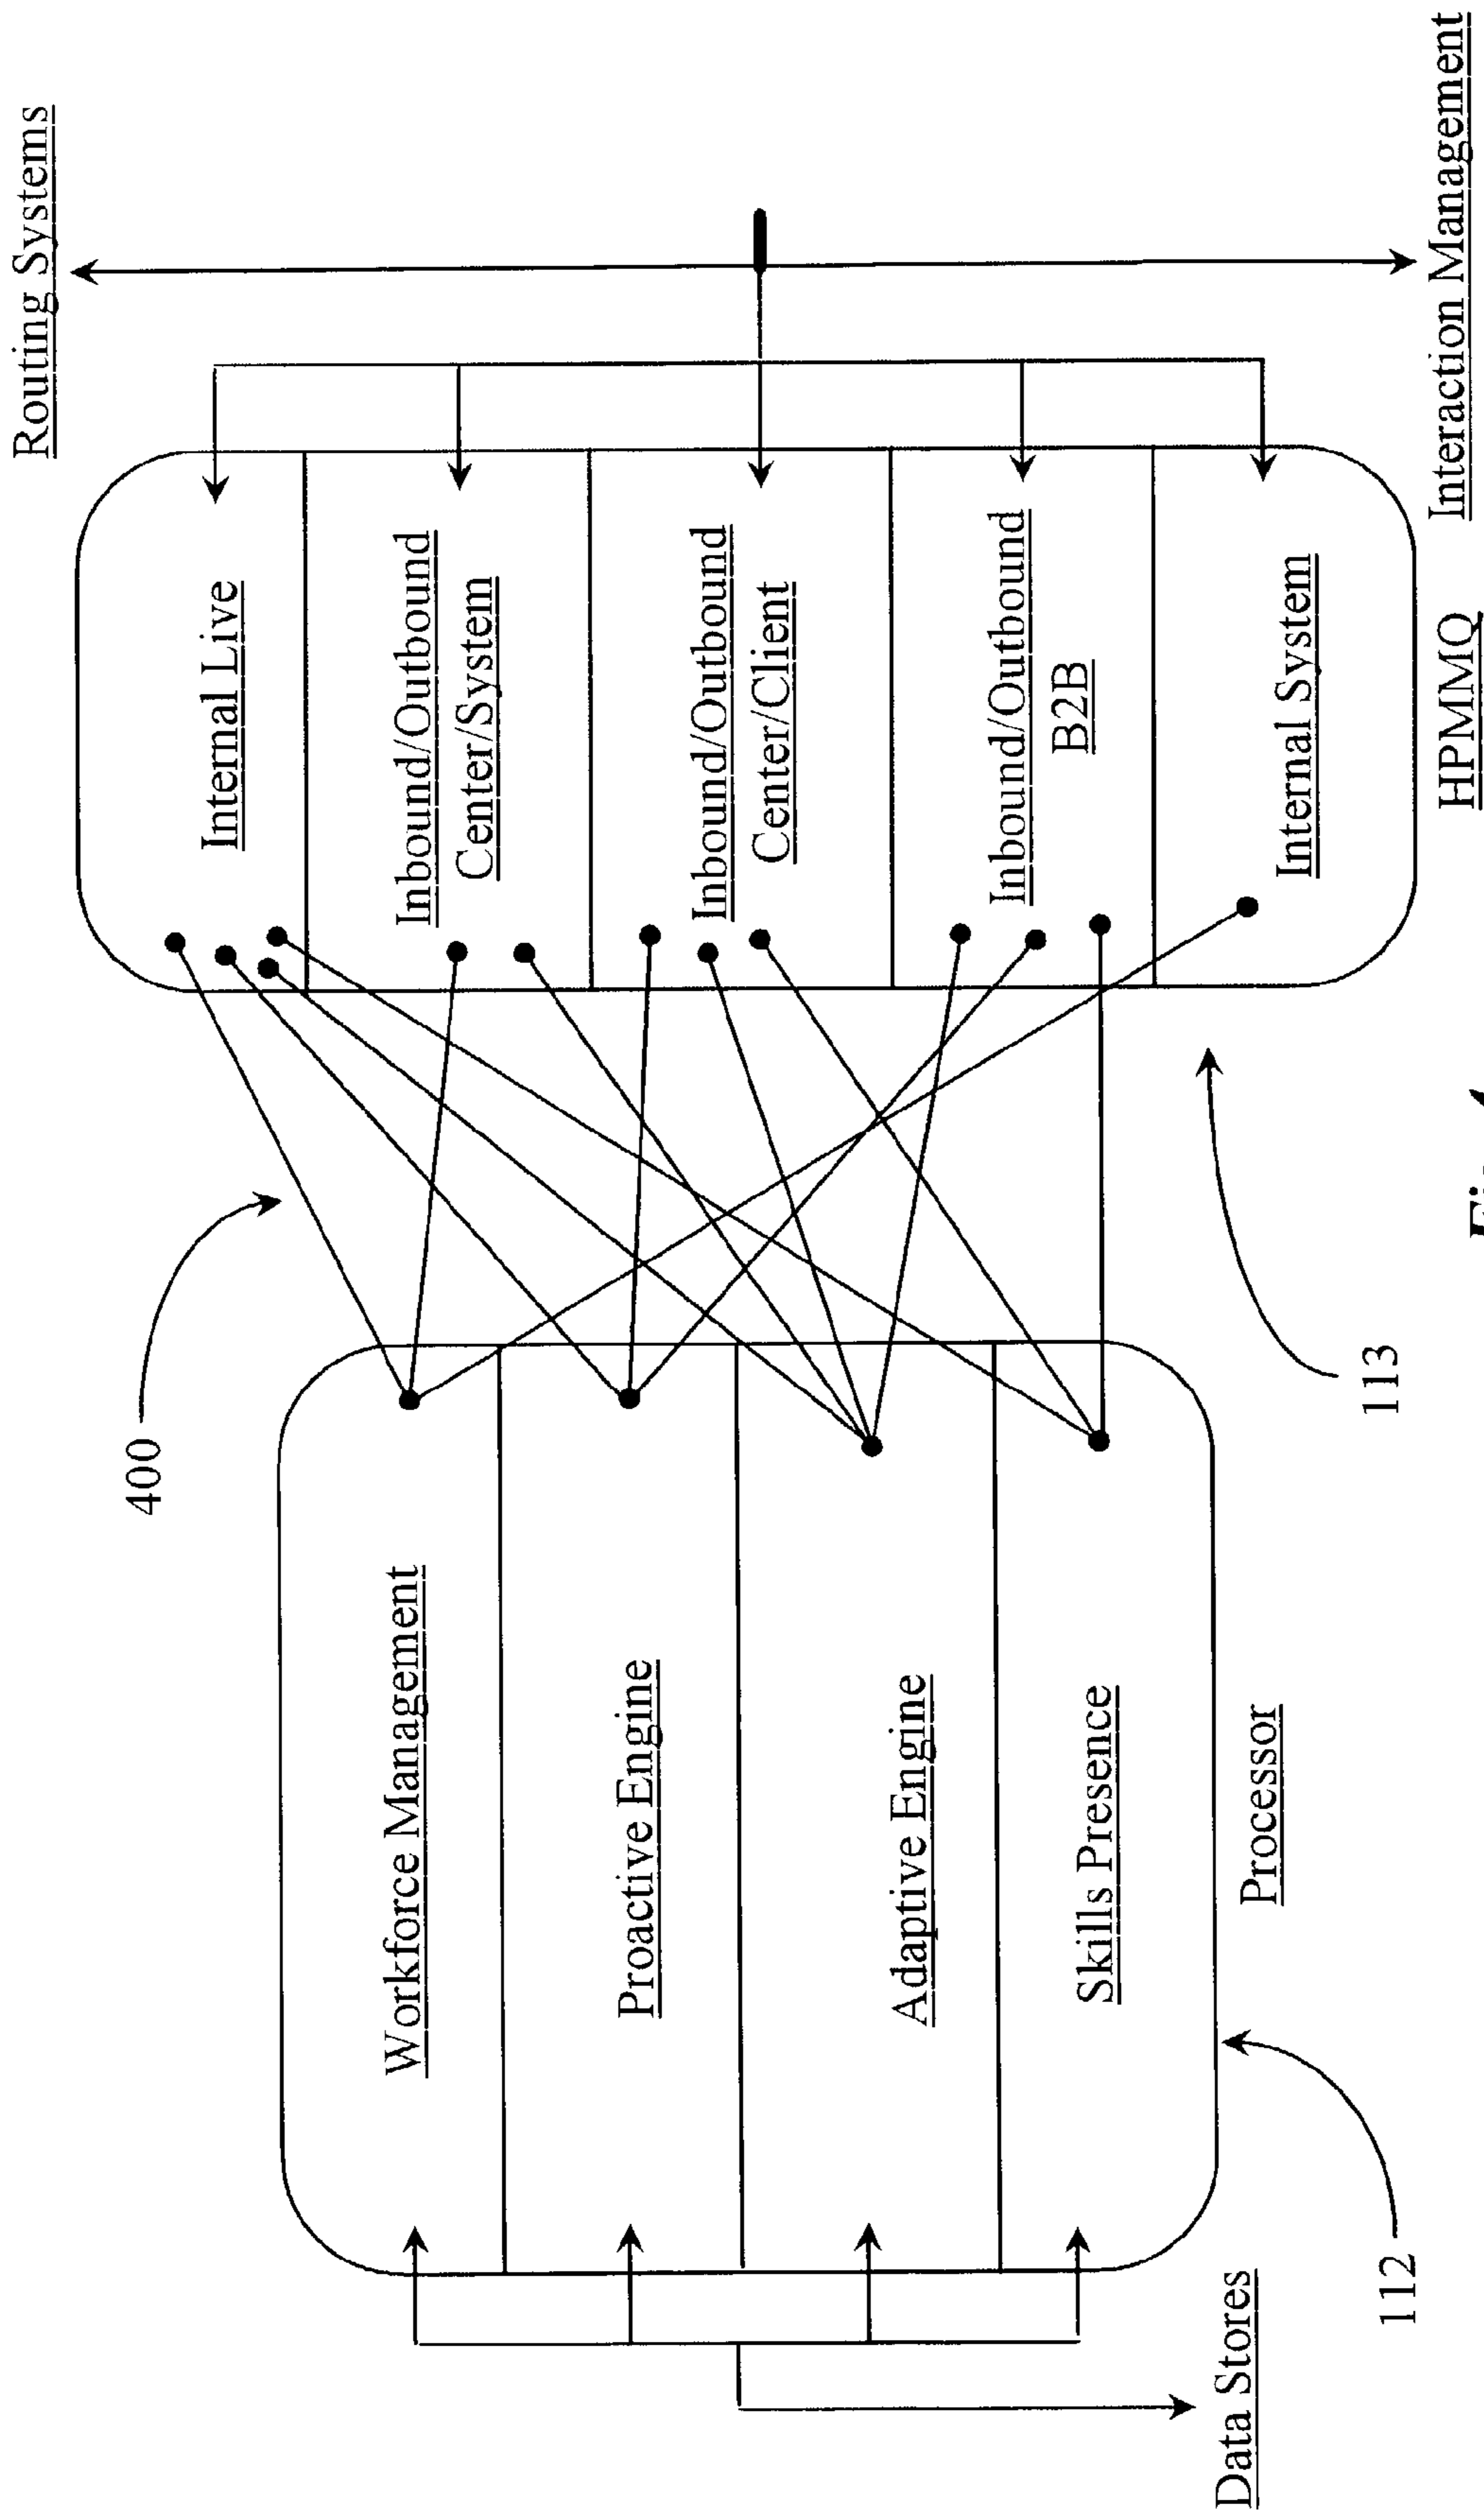 Routing Systems
400
Internal Live
Workforce Management
Inbound/Outbound
Center/System
Proactive Engine
Inbound/Outbound
Center/Client
Adaptive Engine
Inbound/Outbound
B2B
Skills Presence
Internal System
Data Stores
Processor
112
113
HPMMQ
Interaction Management